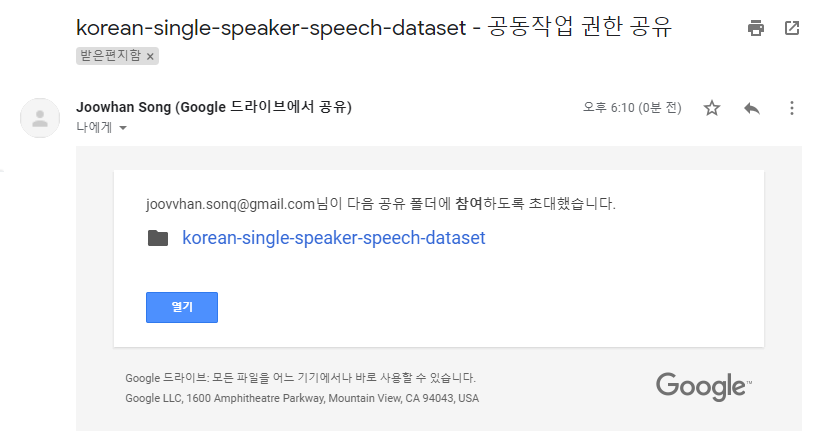 korean-single-speaker-speech-dataset - 공동작업 권한 공유
받은편지함 ×
Joowhan Song (Google 드라이브에서 공유)
오후 6:10 (0분 전)
나에게
joovvhan.sonq@gmail.com님이 다음 공유 폴더에 참여하도록 초대했습니다.
korean-single-speaker-speech-dataset
열기
Google 드라이브: 모든 파일을 어느 기기에서나 바로 사용할 수 있습니다.
Google LLC, 1600 Amphitheatre Parkway, Mountain View, CA 94043, USA
Google™